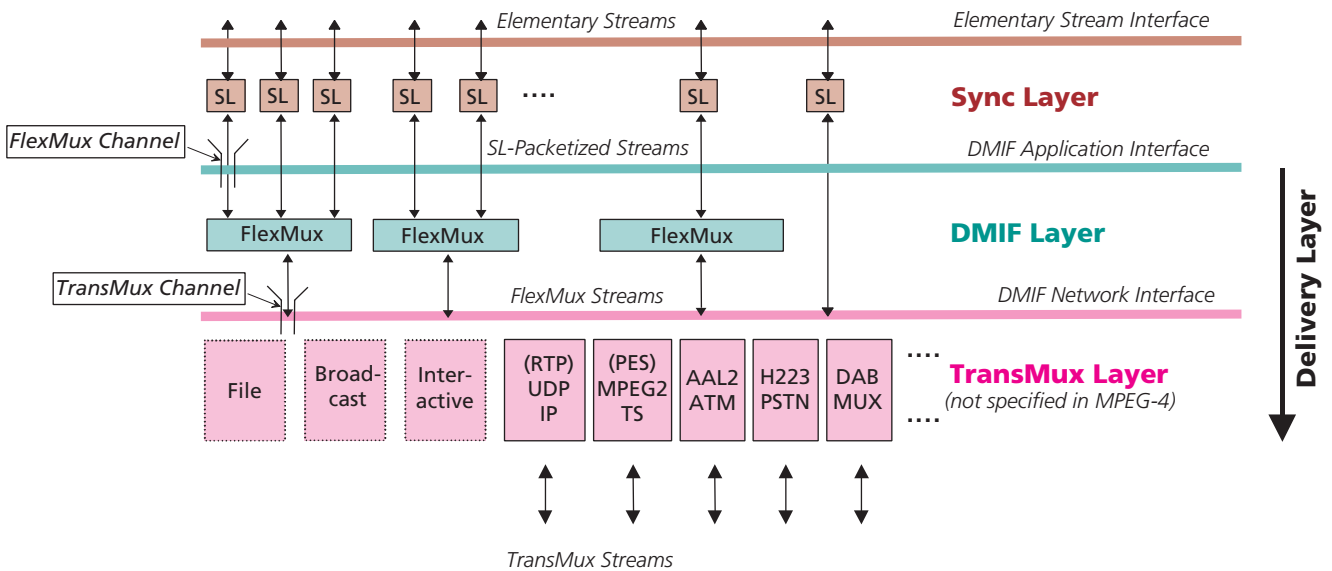 Elementary Streams
Elementary Stream Interface
SL SL SL SL SL .... SL SL
Sync Layer
FlexMux Channel
SL-Packetized Streams
DMIF Application Interface
FlexMux FlexMux FlexMux
DMIF Layer
TransMux Channel
FlexMux Streams
DMIF Network Interface
Delivery Layer
File
Broad-
cast
Inter-
active
(RTP)
UDP
IP
(PES)
MPEG2
TS
AAL2
ATM
H223
PSTN
DAB
MUX
....
....
TransMux Layer
(not specified in MPEG-4)
TransMux Streams